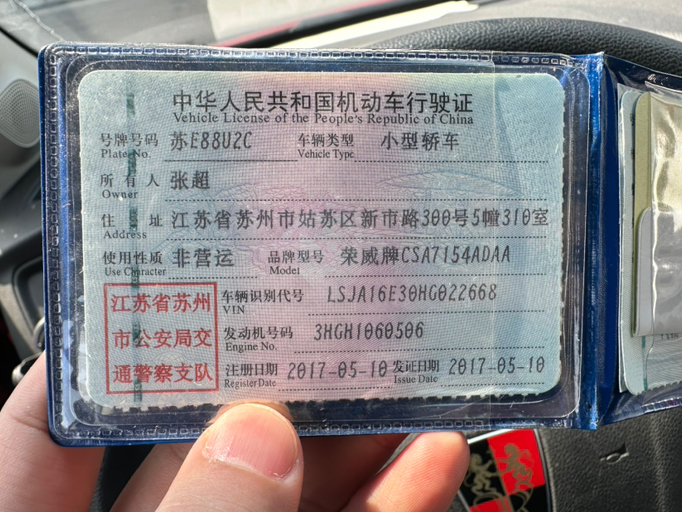 中华人民共和国机动车行驶证
Vehicle License of the People's Republic of China
号牌号码 苏E88U2C 车辆类型 小型轿车
Plate No. Vehicle Type
所有人 张超
Owner
住址 江苏省苏州市姑苏区新市路300号5幢310室
Address
使用性质 非营运 品牌型号 荣威牌CSA7154ADAA
Use Character Model
江苏省苏州
市公安局交
通警察支队
车辆识别代号 LSJA16E30HG022668
VIN
发动机号码 3HGH1060506
Engine No.
注册日期 2017-05-10 发证日期 2017-05-10
Register Date Issue Date